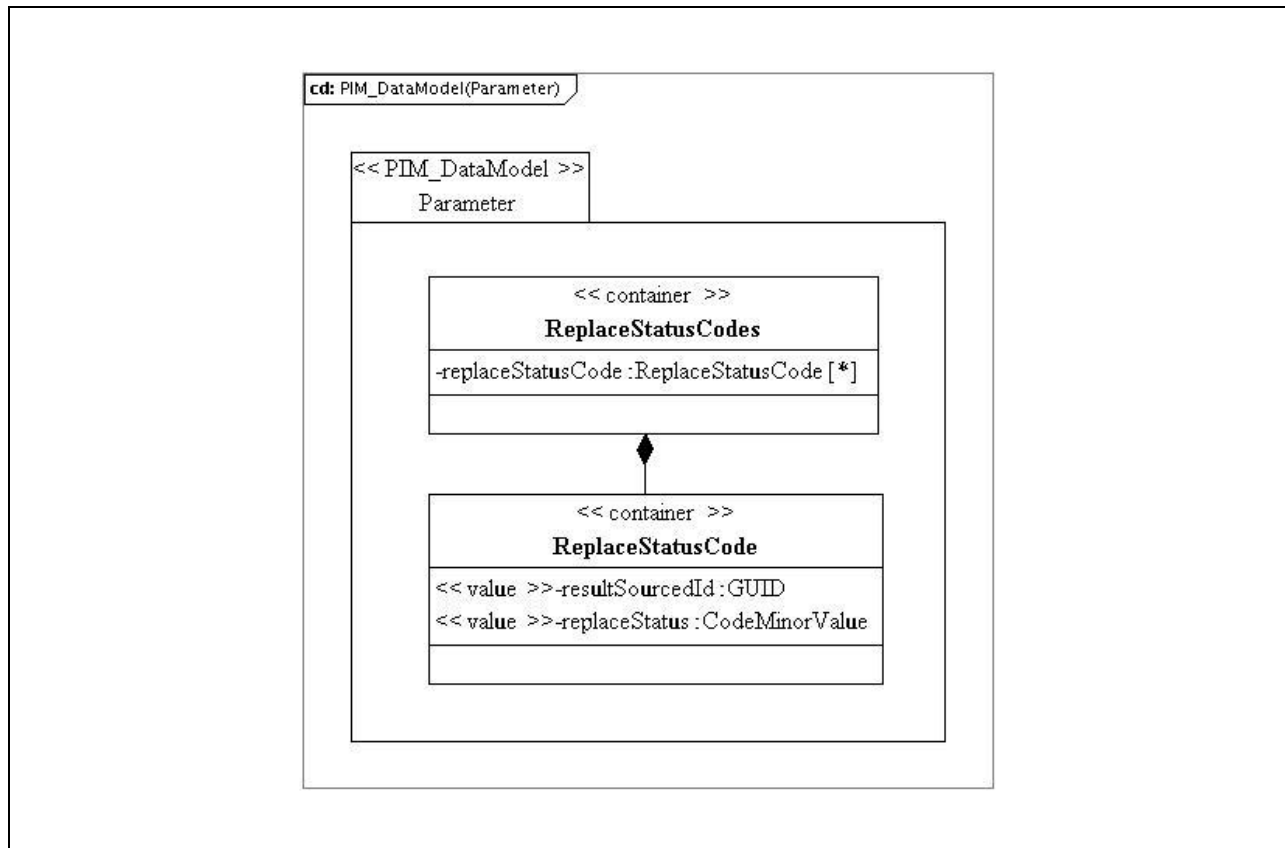 cd: PIM_DataModel(Parameter)
<< PIM_DataModel >>
Parameter
<< container >>
ReplaceStatusCodes
-replaceStatusCode :ReplaceStatusCode [*]
<< container >>
ReplaceStatusCode
<< value >>-resultSourcedId :GUID
<< value >>-replaceStatus :CodeMinorValue